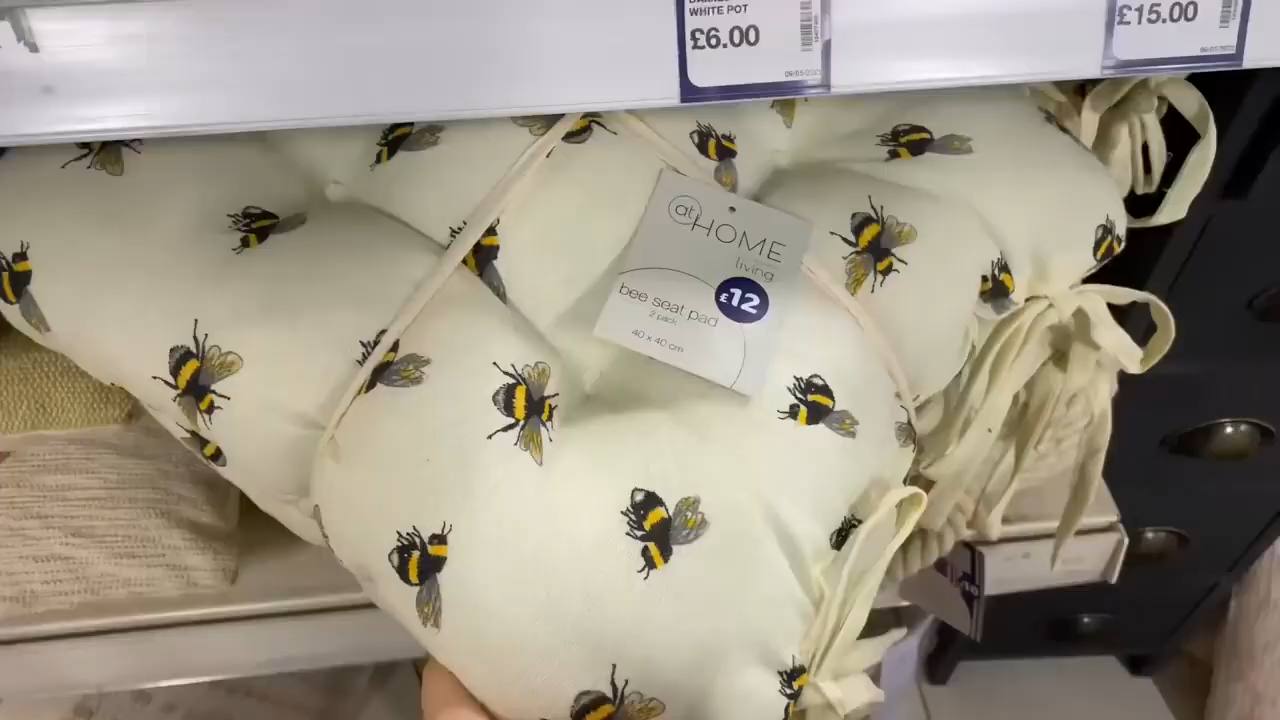 WHITE POT
£6.00
£15.00
at HOME
living
£12
bee seat pad
2 pack
40 x 40 cm